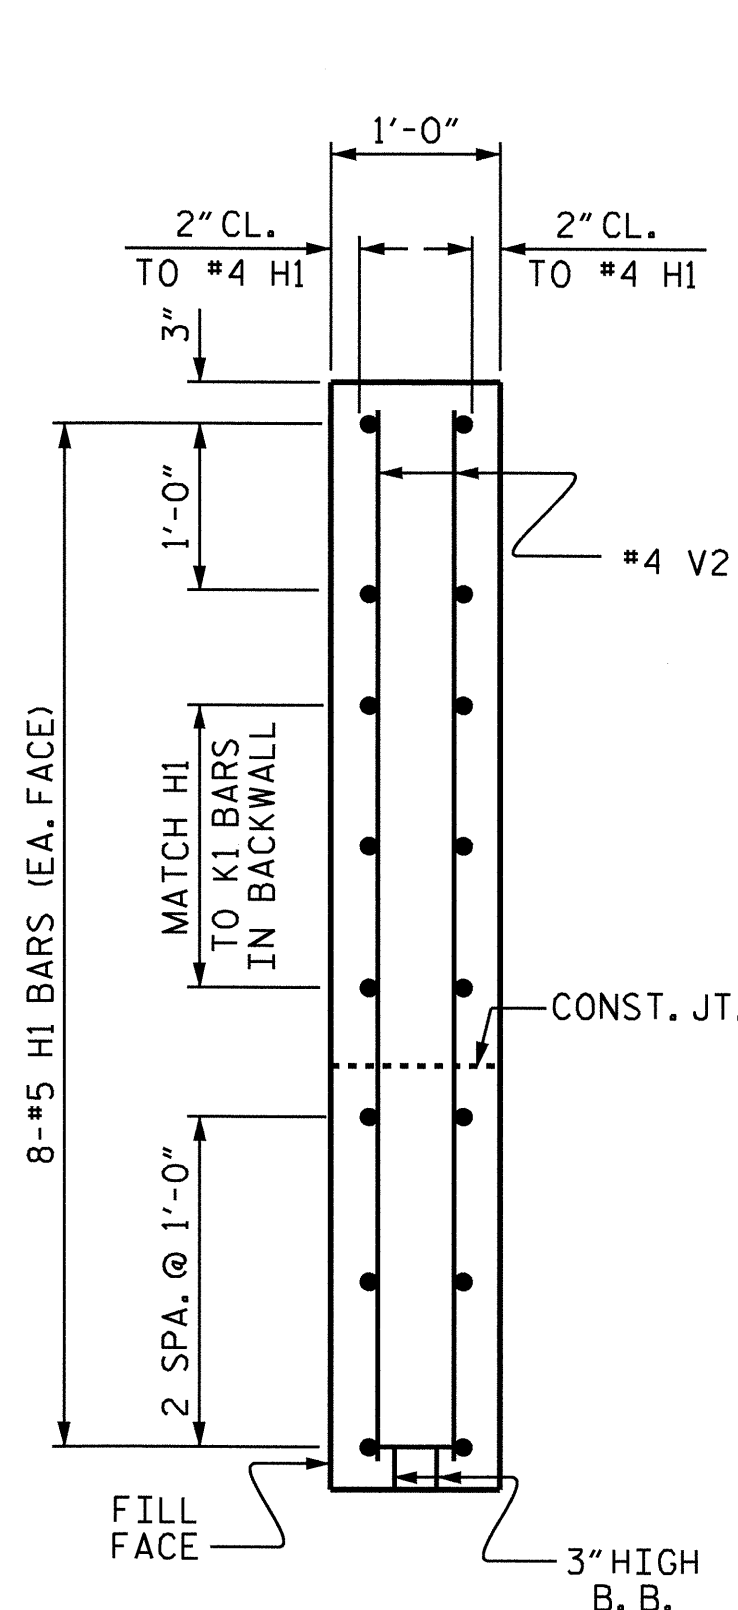 1'-0"
2" CL.
TO #4 H1
2" CL.
TO #4 H1
3"
1'-0"
#4 V2
MATCH H1
TO K1 BARS
IN BACKWALL
8-#5 H1 BARS (EA. FACE)
CONST. JT.
2 SPA. @ 1'-0"
FILL
FACE
3" HIGH
B. B.